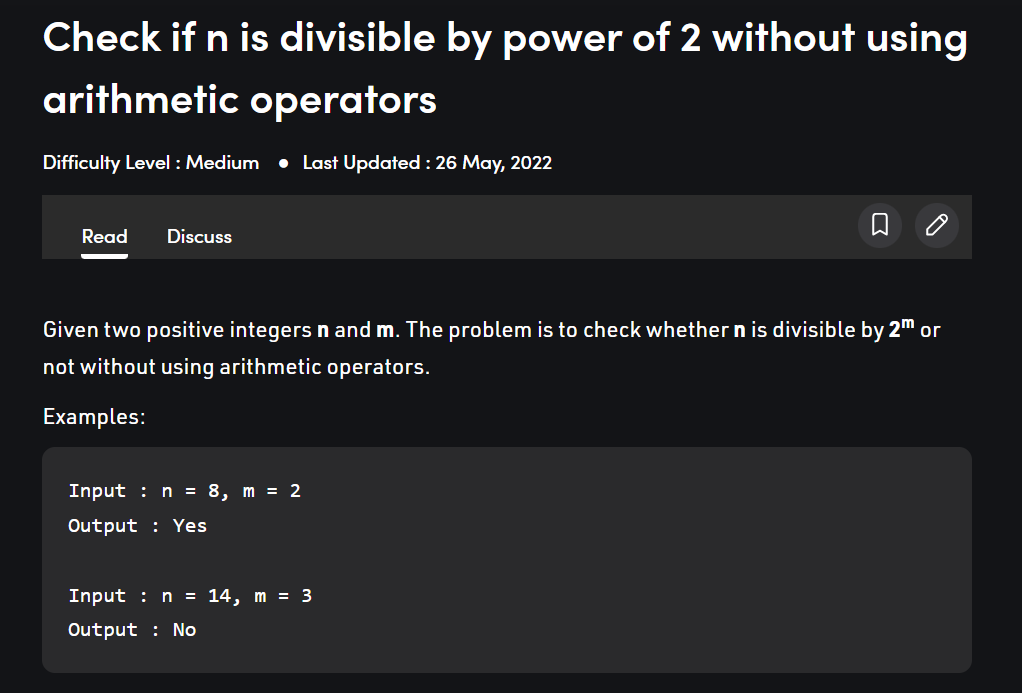 Check if n is divisible by power of 2 without using
arithmetic operators
Difficulty Level : Medium ● Last Updated : 26 May, 2022
Read Discuss
Given two positive integers n and m. The problem is to check whether n is divisible by 2ᵐ or
not without using arithmetic operators.
Examples:
Input : n = 8, m = 2
Output : Yes
Input : n = 14, m = 3
Output : No